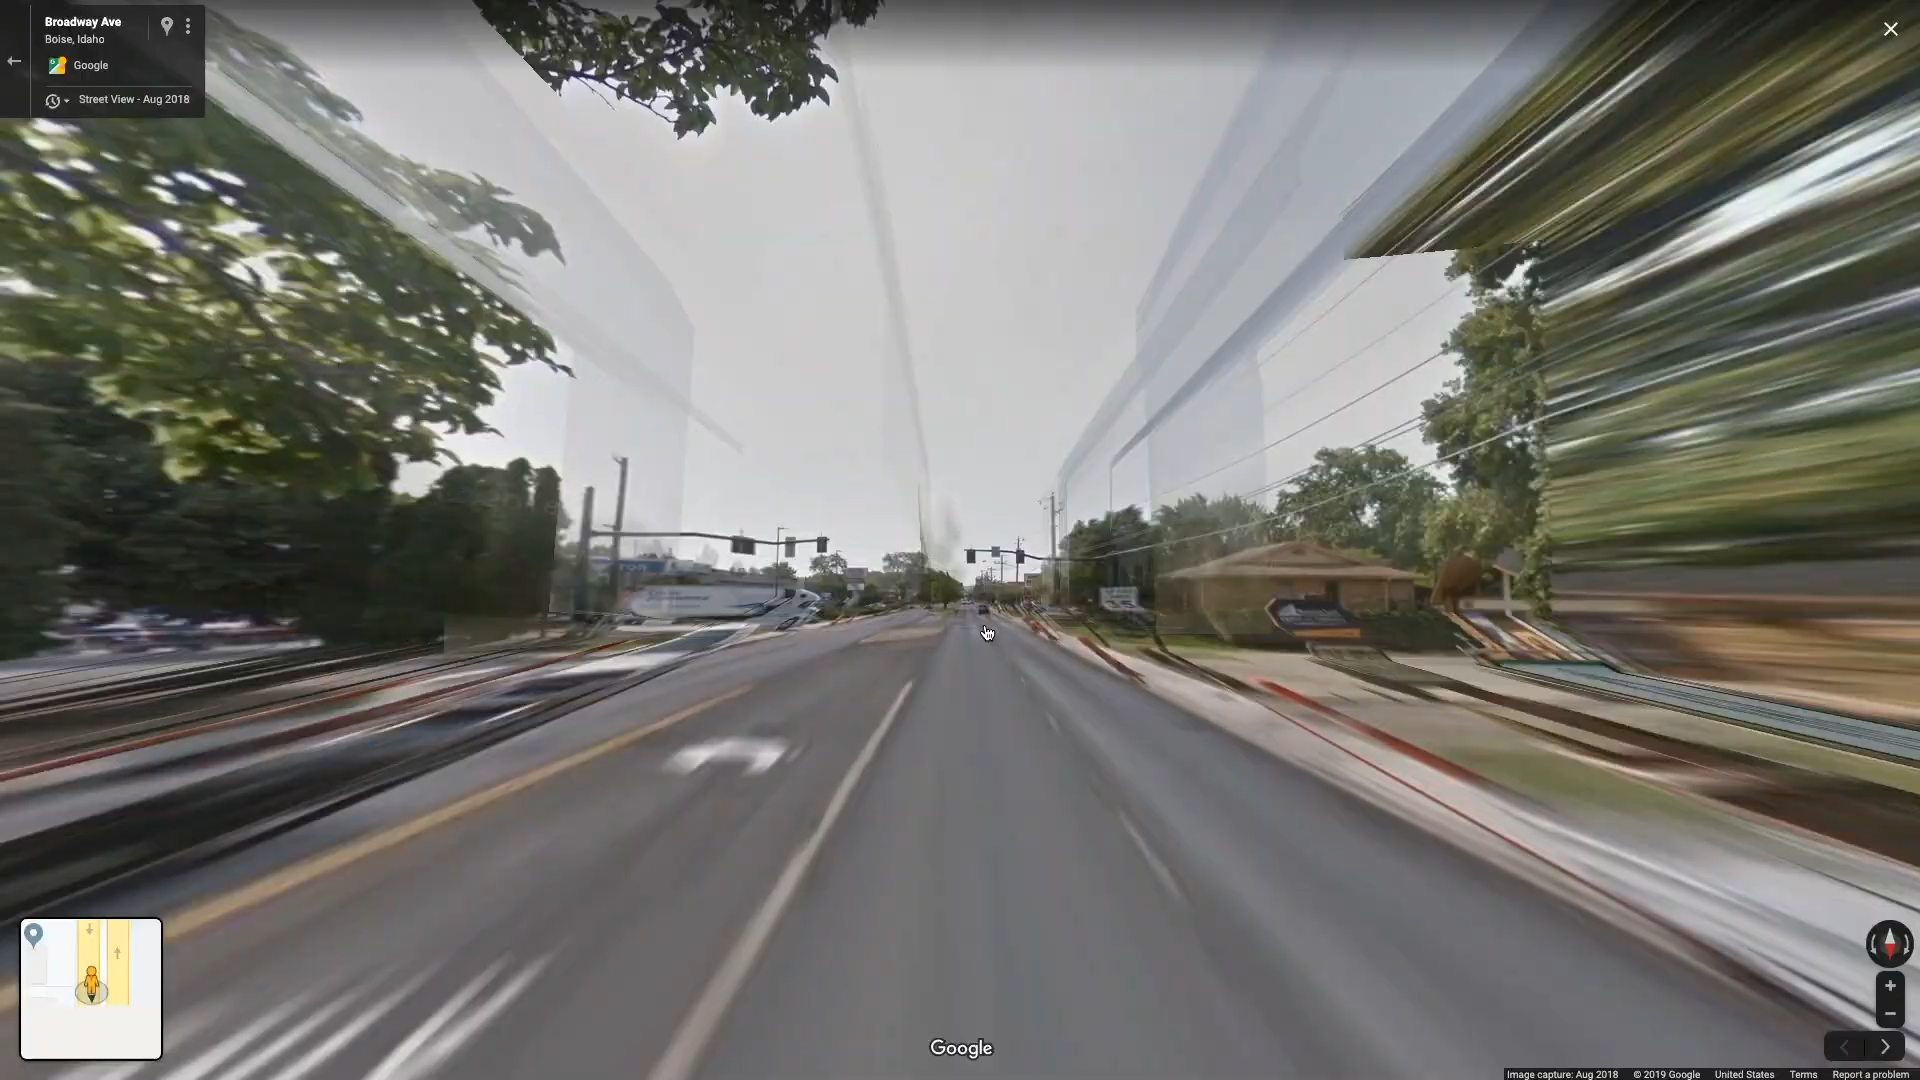 Broadway Ave
Boise, Idaho
Google
Street View - Aug 2018
Google
Image capture: Aug 2018 © 2019 Google United States Terms Report a problem